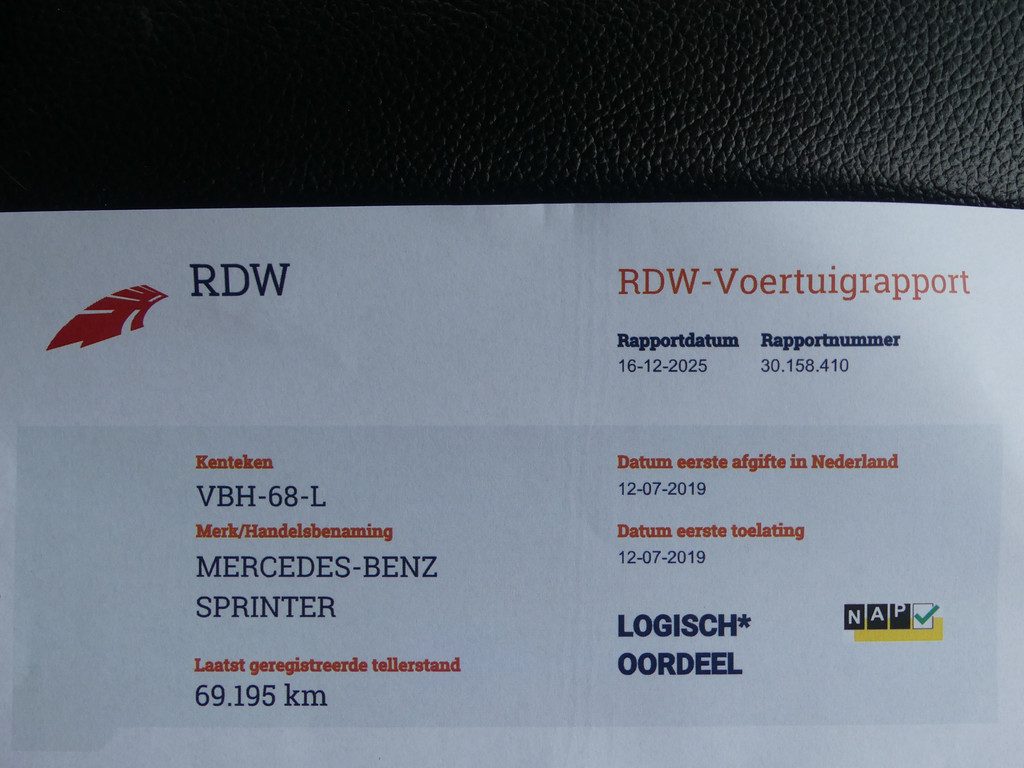 RDW
RDW-Voertuigrapport
Rapportdatum Rapportnummer
16-12-2025 30.158.410
Kenteken
VBH-68-L
Merk/Handelsbenaming
MERCEDES-BENZ
SPRINTER
Laatst geregistreerde tellerstand
69.195 km
Datum eerste afgifte in Nederland
12-07-2019
Datum eerste toelating
12-07-2019
LOGISCH*
OORDEEL
NAP